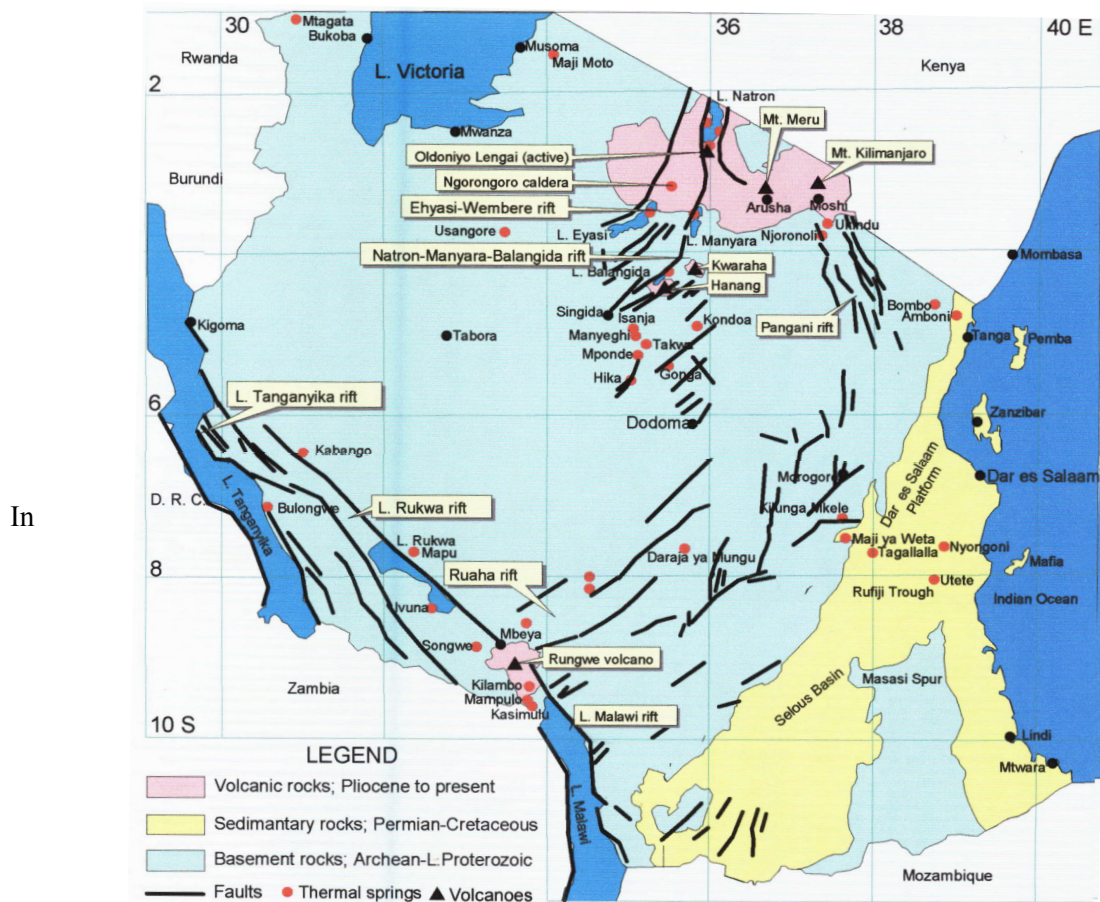 30
36
38
40 E
Mtagata
Bukoba
Musoma
Maji Moto
Rwanda
L. Victoria
Kenya
2
L. Natron
Mt. Meru
Mwanza
Oldoniyo Lengai (active)
Mt. Kilimanjaro
Burundi
Ngorongoro caldera
Ehyasi-Wembere rift
Arusha
Moshi
Usangore
L. Eyasi
L. Manyara
Njoronoli
Natron-Manyara-Balangida rift
Mombasa
L. Balangida
Kwaraha
Hanang
Singida
Isanja
Kondoa
Pangani rift
Bombo
Amboni
Kigoma
Tabora
Manyeghi
Takwa
Tanga
Pemba
Mponde
Hika
Gonga
L. Tanganyika rift
6
Dodoma
Zanzibar
Kabango
Dar es Salaam
Platform
Morogoro
Dar es Salaam
D. R. C.
L. Tanganyika
Bulongwe
L. Rukwa rift
In
Kilunga Mkele
L. Rukwa
Mapu
Maji ya Weta
Tagallalla
Nyongoni
Daraja ya Mungu
Mafia
8
Ruaha rift
Utete
Rufiji Trough
Indian Ocean
Ivuna
Songwe
Mbeya
Rungwe volcano
Zambia
Kilambo
Mampulo
Kasimulu
Masasi Spur
Selous Basin
L. Malawi rift
10 S
Lindi
Mtwara
L. Malawi
Mozambique
LEGEND
Volcanic rocks; Pliocene to present
Sedimantary rocks; Permian-Cretaceous
Basement rocks; Archean-L. Proterozoic
Faults
Thermal springs
Volcanoes